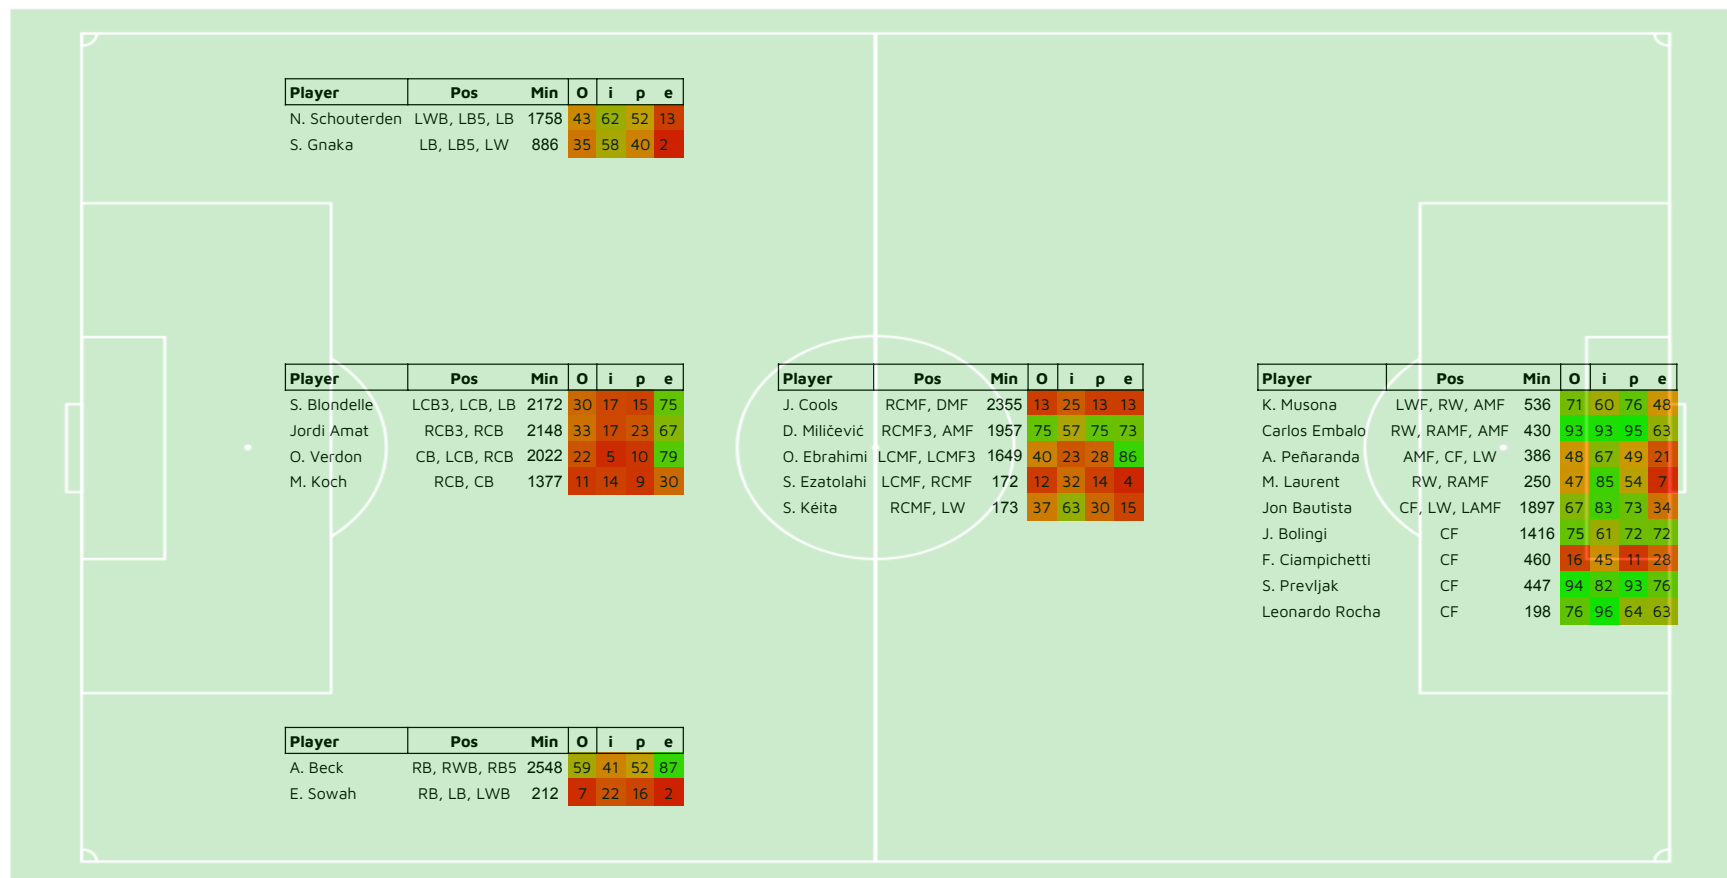 Player Pos Min O i p e
N. Schouterden LWB, LB5, LB 1758 43 62 52 13
S. Gnaka LB, LB5, LW 886 35 58 40 2
Player Pos Min O i p e
S. Blondelle LCB3, LCB, LB 2172 30 17 15 75
Jordi Amat RCB3, RCB 2148 33 17 23 67
O. Verdon CB, LCB, RCB 2022 22 5 10 79
M. Koch RCB, CB 1377 11 14 9 30
Player Pos Min O i p e
J. Cools RCMF, DMF 2355 13 25 13 13
D. Miličević RCMF3, AMF 1957 75 57 75 73
O. Ebrahimi LCMF, LCMF3 1649 40 23 28 86
S. Ezatolahi LCMF, RCMF 172 12 32 14 4
S. Kéita RCMF, LW 173 37 63 30 15
Player Pos Min O i p e
K. Musona LWF, RW, AMF 536 71 60 76 48
Carlos Embalo RW, RAMF, AMF 430 93 93 95 63
A. Peñaranda AMF, CF, LW 386 48 67 49 21
M. Laurent RW, RAMF 250 47 85 54 7
Jon Bautista CF, LW, LAMF 1897 67 83 73 34
J. Bolingi CF 1416 75 61 72 72
F. Ciampichetti CF 460 16 45 11 28
S. Prevljak CF 447 94 82 93 76
Leonardo Rocha CF 198 76 96 64 63
Player Pos Min O i p e
A. Beck RB, RWB, RB5 2548 59 41 52 87
E. Sowah RB, LB, LWB 212 7 22 16 2